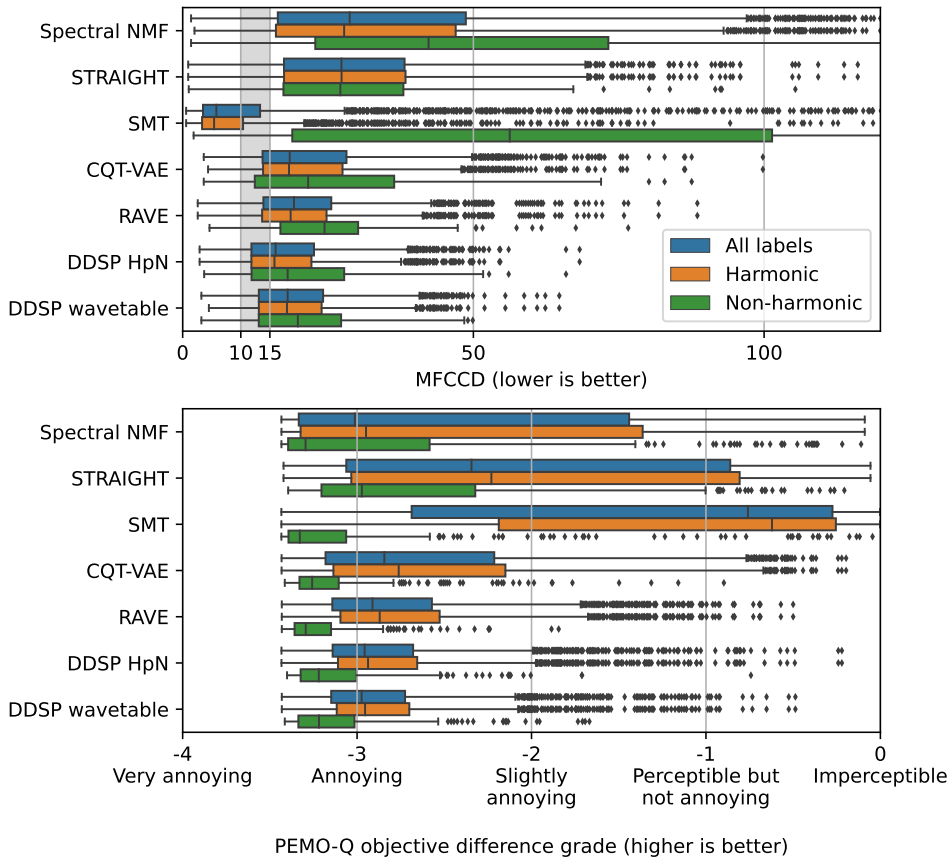 Spectral NMF
STRAIGHT
SMT
CQT-VAE
RAVE
DDSP HpN
DDSP wavetable
All labels
Harmonic
Non-harmonic
0 10 15 50 100
MFCCD (lower is better)
Spectral NMF
STRAIGHT
SMT
CQT-VAE
RAVE
DDSP HpN
DDSP wavetable
-4 -3 -2 -1 0
Very annoying Annoying Slightly Perceptible but Imperceptible
annoying not annoying
PEMO-Q objective difference grade (higher is better)